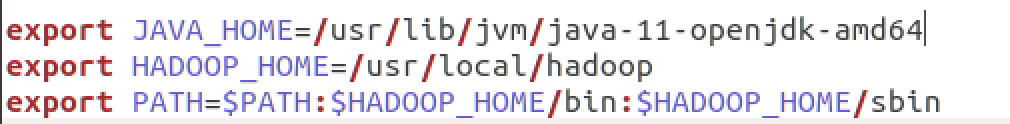 export JAVA_HOME=/usr/lib/jvm/java-11-openjdk-amd64
export HADOOP_HOME=/usr/local/hadoop
export PATH=$PATH:$HADOOP_HOME/bin:$HADOOP_HOME/sbin